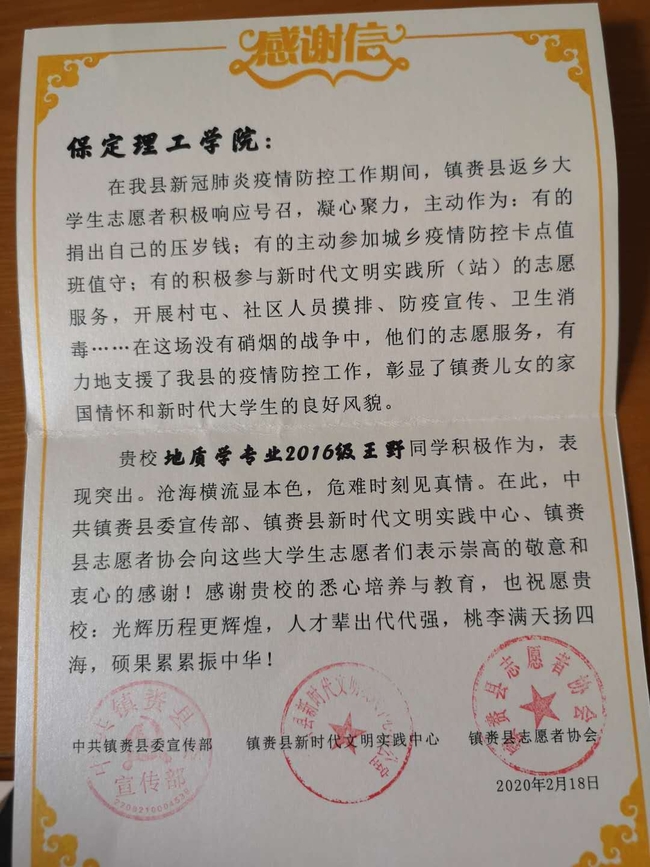 感谢信
保定理工学院：
在我县新冠肺炎疫情防控工作期间，镇赉县返乡大
学生志愿者积极响应号召，凝心聚力，主动作为：有的
捐出自己的压岁钱；有的主动参加城乡疫情防控卡点值
班值守；有的积极参与新时代文明实践所（站）的志愿
服务，开展村屯、社区人员摸排、防疫宣传、卫生消
毒……在这场没有硝烟的战争中，他们的志愿服务，有
力地支援了我县的疫情防控工作，彰显了镇赉儿女的家
国情怀和新时代大学生的良好风貌。
贵校地质学专业2016级王野同学积极作为，表
现突出。沧海横流显本色，危难时刻见真情。在此，中
共镇赉县委宣传部、镇赉县新时代文明实践中心、镇赉
县志愿者协会向这些大学生志愿者们表示崇高的敬意和
衷心的感谢！感谢贵校的悉心培养与教育，也祝愿贵
校：光辉历程更辉煌，人才辈出代代强，桃李满天扬四
海，硕果累累振中华！
中共镇赉县委宣传部 镇赉县新时代文明实践中心 镇赉县志愿者协会
2020年2月18日
宣传部
镇赉县志愿者协会